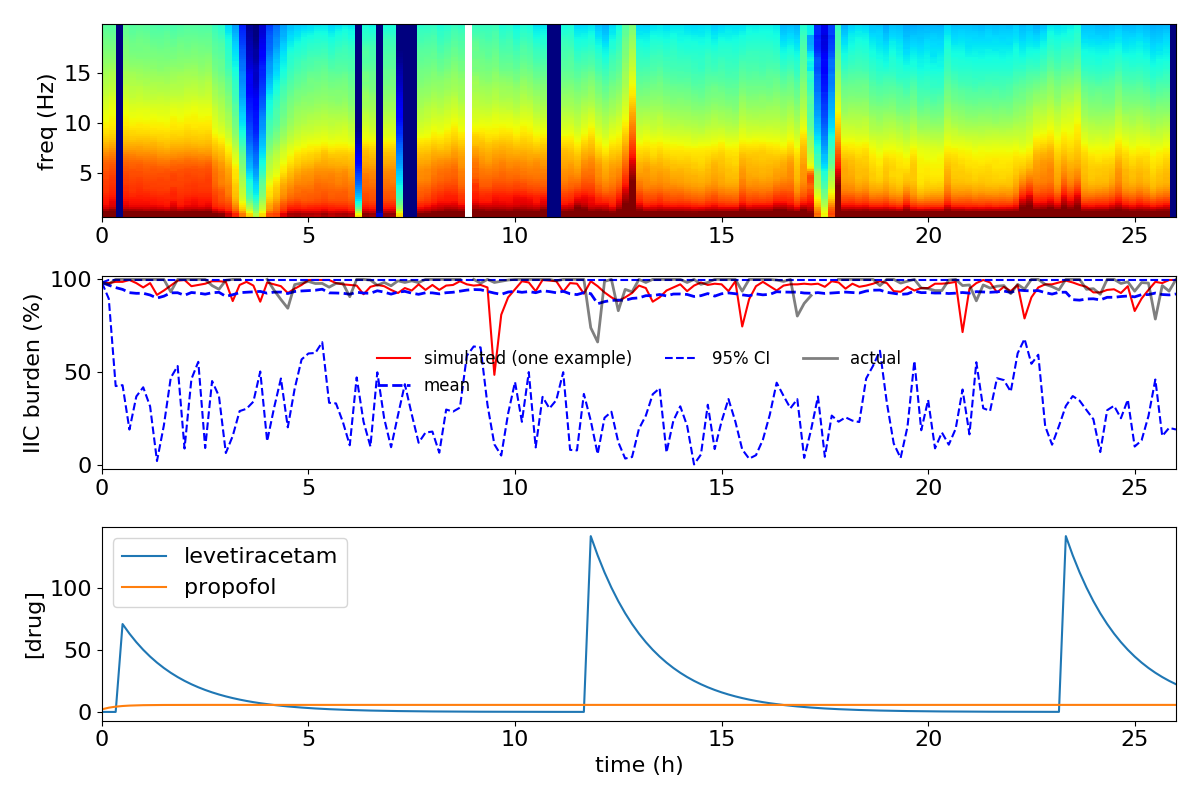 freq (Hz)
15
10
5
0 5 10 15 20 25
IIC burden (%)
100
50
0
simulated (one example) 95% CI actual
mean
0 5 10 15 20 25
[drug]
100
50
0
levetiracetam
propofol
0 5 10 15 20 25
time (h)